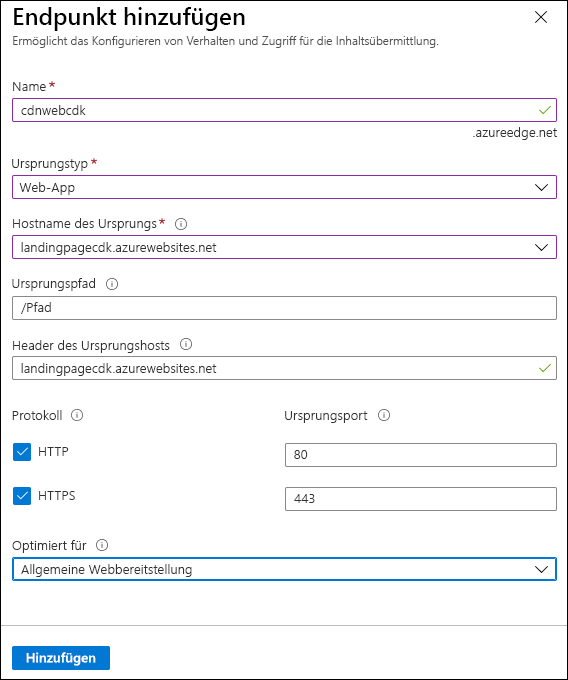 Endpunkt hinzufügen
Ermöglicht das Konfigurieren von Verhalten und Zugriff für die Inhaltsübermittlung.
Name *
cdnwebcdk
.azureedge.net
Ursprungstyp *
Web-App
Hostname des Ursprungs *
landingpagecdk.azurewebsites.net
Ursprungspfad
/Pfad
Header des Ursprungshosts
landingpagecdk.azurewebsites.net
Protokoll Ursprungsport
HTTP 80
HTTPS 443
Optimiert für
Allgemeine Webbereitstellung
Hinzufügen